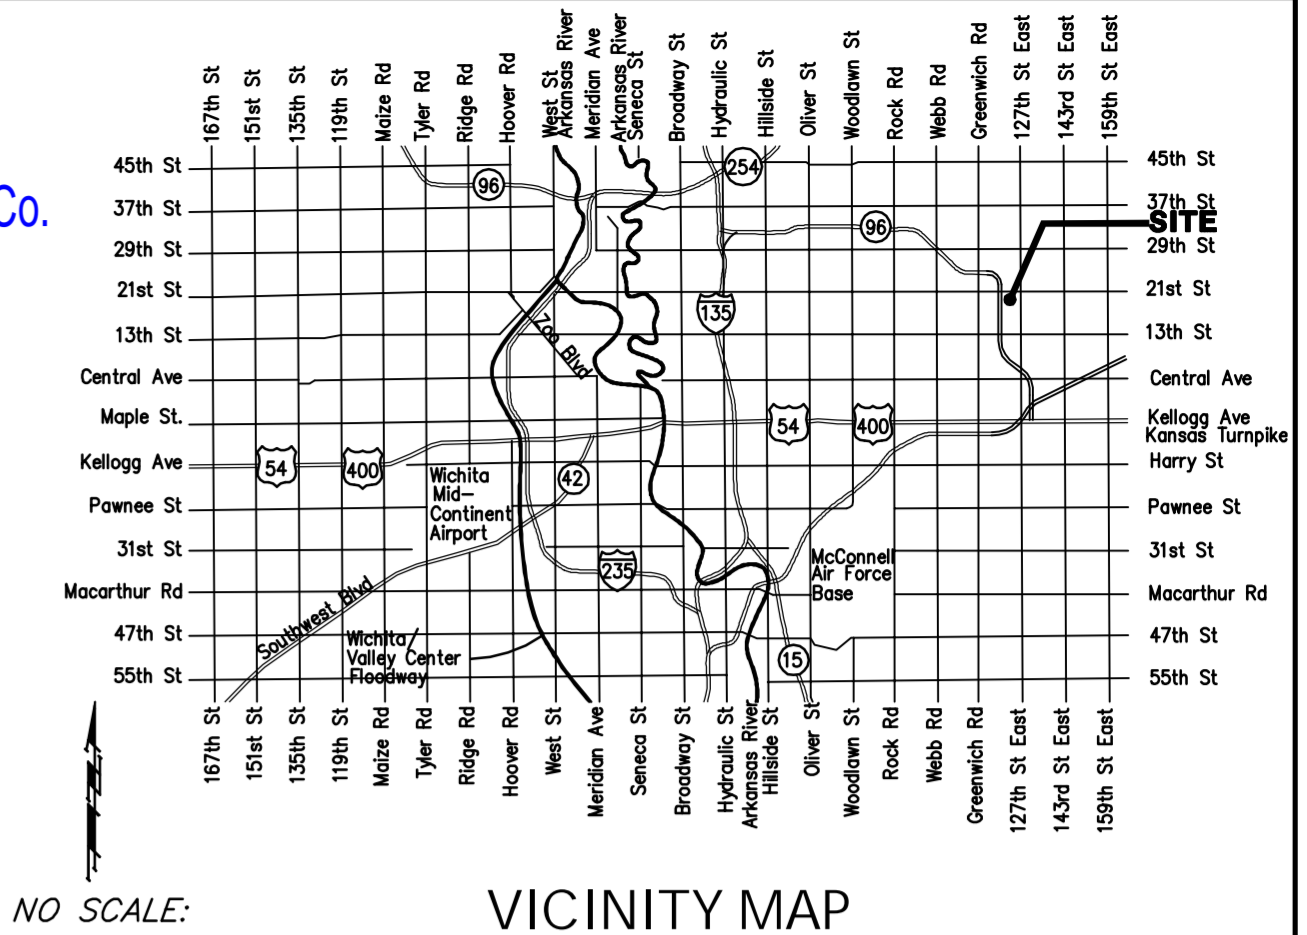 167th St
151st St
135th St
119th St
Maize Rd
Tyler Rd
Ridge Rd
Hoover Rd
West St
Arkansas River
Meridian Ave
Arkansas River
Seneca St
Broadway St
Hydraulic St
Hillside St
Oliver St
Woodlawn St
Rock Rd
Webb Rd
Greenwich Rd
127th St East
143rd St East
159th St East
Co.
45th St
37th St
29th St
21st St
13th St
Central Ave
Maple St.
Kellogg Ave
Pawnee St
31st St
Macarthur Rd
47th St
55th St
96
254
96
135
Zoo Blvd
54
400
54
400
42
Wichita
Mid-
Continent
Airport
235
McConnell
Air Force
Base
Southwest Blvd
Wichita/
Valley Center
Floodway
15
45th St
37th St
SITE
29th St
21st St
13th St
Central Ave
Kellogg Ave
Kansas Turnpike
Harry St
Pawnee St
31st St
Macarthur Rd
47th St
55th St
167th St
151st St
135th St
119th St
Maize Rd
Tyler Rd
Ridge Rd
Hoover Rd
West St
Meridian Ave
Seneca St
Broadway St
Hydraulic St
Arkansas River
Hillside St
Oliver St
Woodlawn St
Rock Rd
Webb Rd
Greenwich Rd
127th St East
143rd St East
159th St East
NO SCALE:
VICINITY MAP